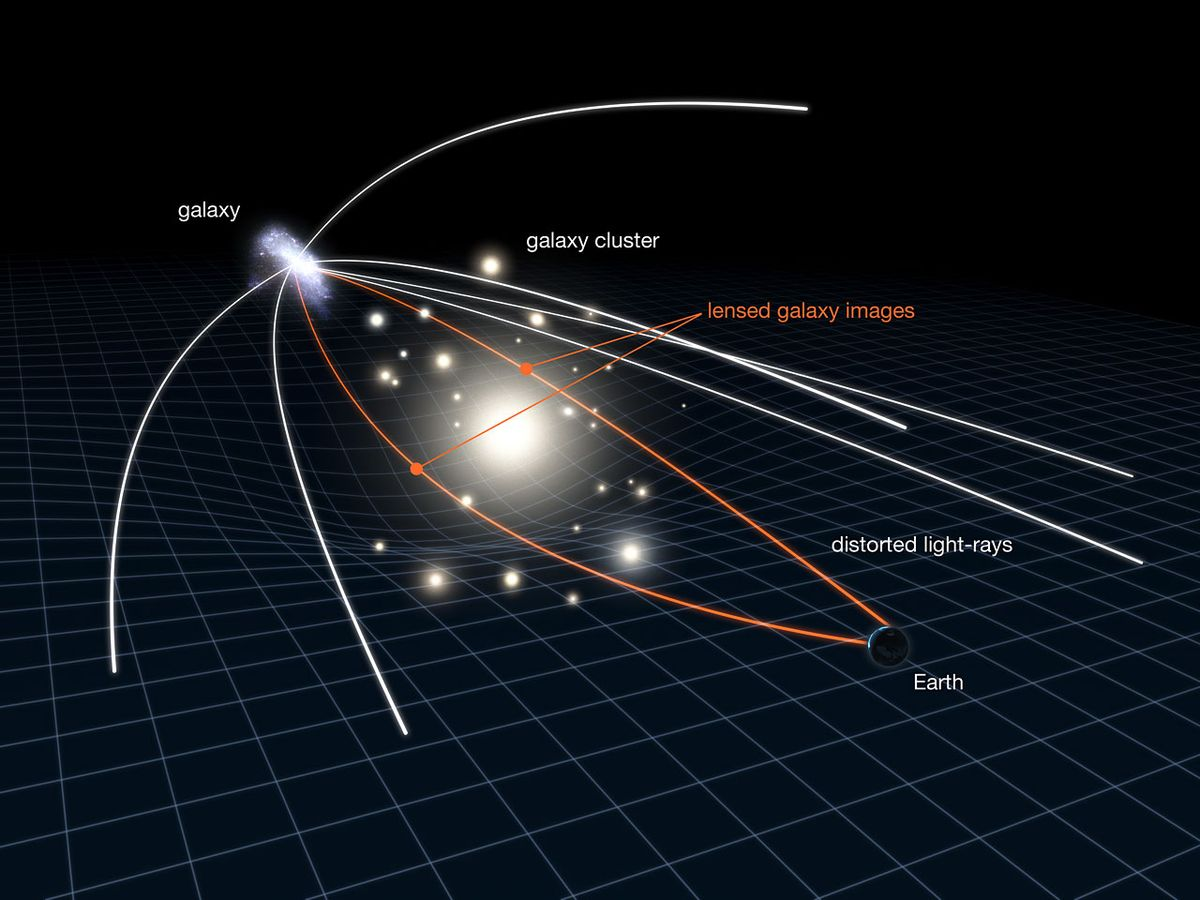 galaxy
galaxy cluster
lensed galaxy images
distorted light-rays
Earth